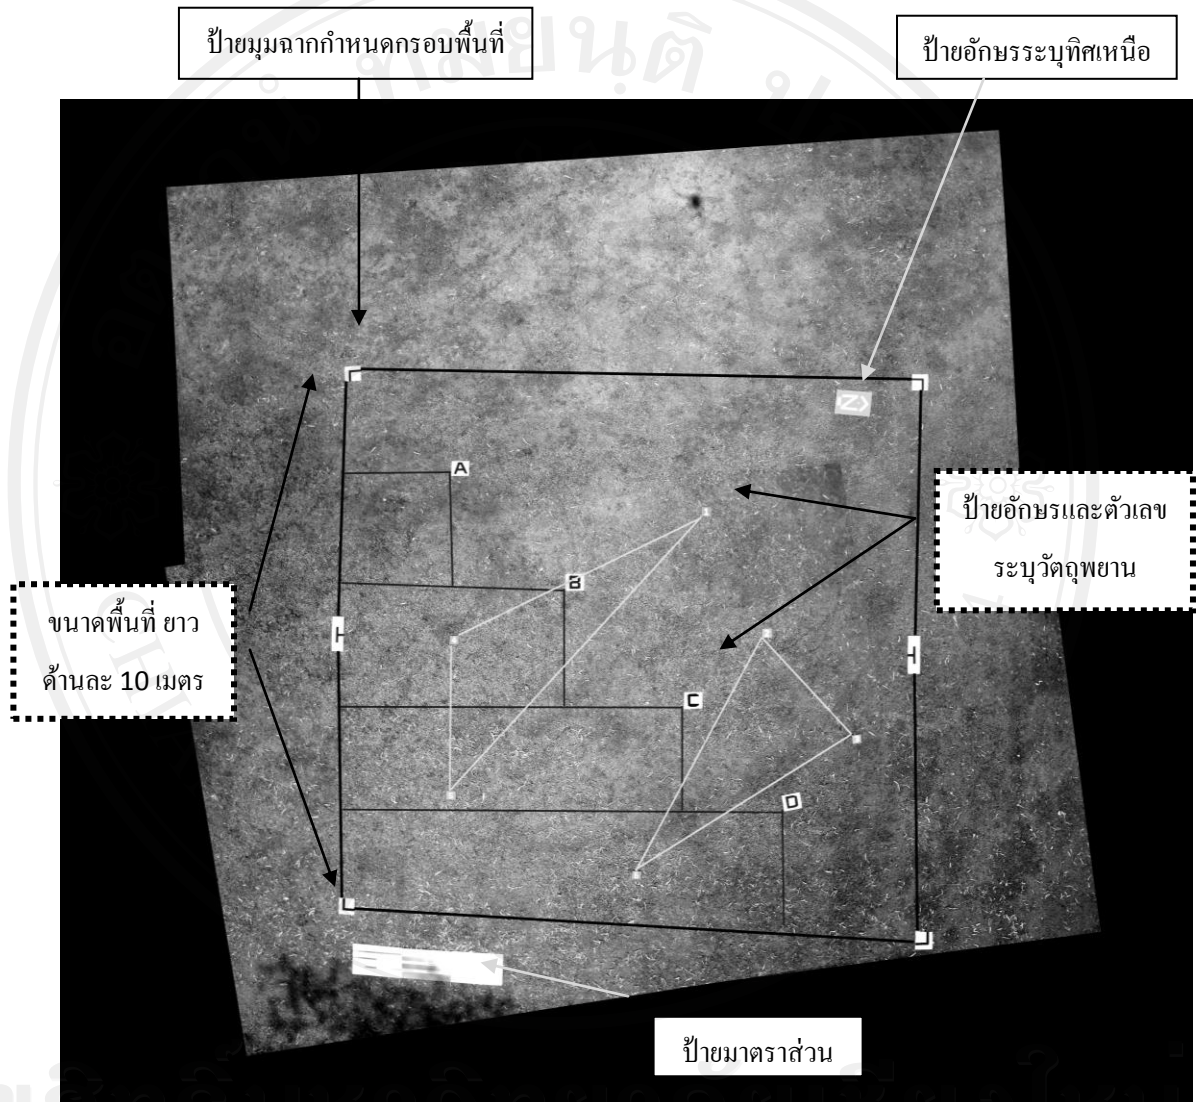 ป้ายมุมฉากกำหนดกรอบพื้นที่
ป้ายอักษรระบุทิศเหนือ
N
A
ป้ายอักษรและตัวเลข
ระบุวัตถุพยาน
B
ขนาดพื้นที่ ยาว
ด้านละ 10 เมตร
C
D
ป้ายมาตราส่วน